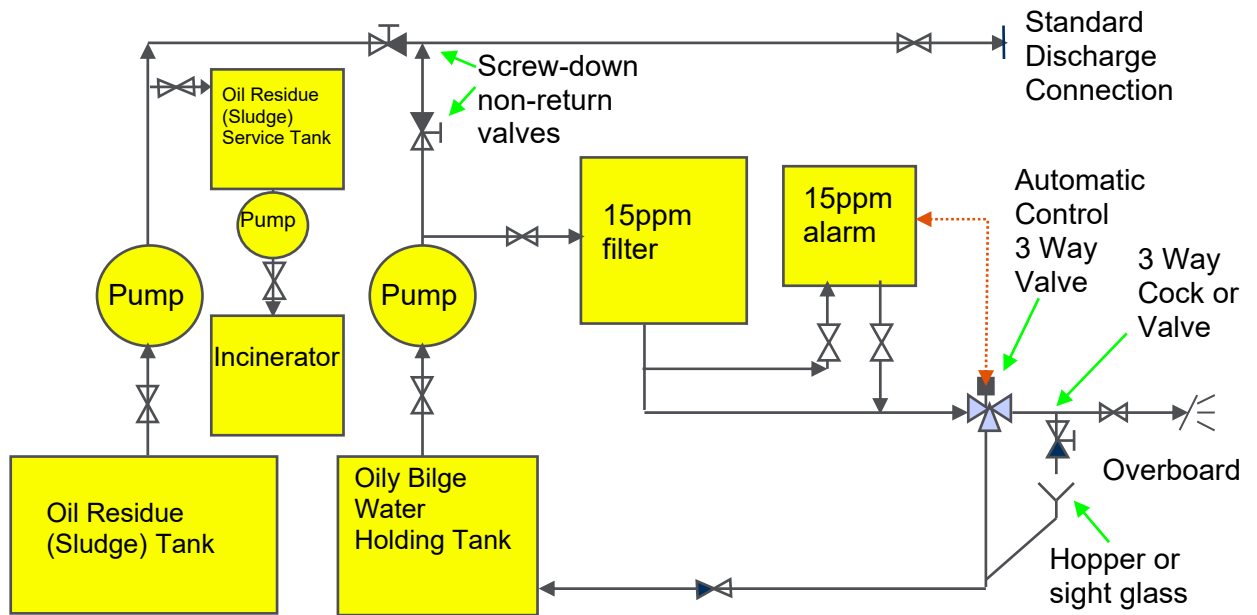 Standard
Discharge
Connection
Screw-down
non-return
valves
Oil Residue
(Sludge)
Service Tank
Pump
Incinerator
Pump
Pump
15ppm
filter
15ppm
alarm
Automatic
Control
3 Way
Valve
3 Way
Cock or
Valve
Oil Residue
(Sludge) Tank
Oily Bilge
Water
Holding Tank
Overboard
Hopper or
sight glass